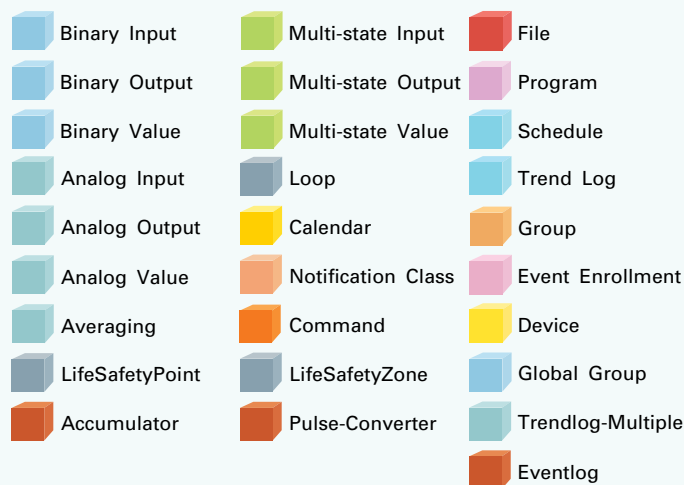 Binary Input
Binary Output
Binary Value
Analog Input
Analog Output
Analog Value
Averaging
LifeSafetyPoint
Accumulator
Multi-state Input
Multi-state Output
Multi-state Value
Loop
Calendar
Notification Class
Command
LifeSafetyZone
Pulse-Converter
File
Program
Schedule
Trend Log
Group
Event Enrollment
Device
Global Group
Trendlog-Multiple
Eventlog